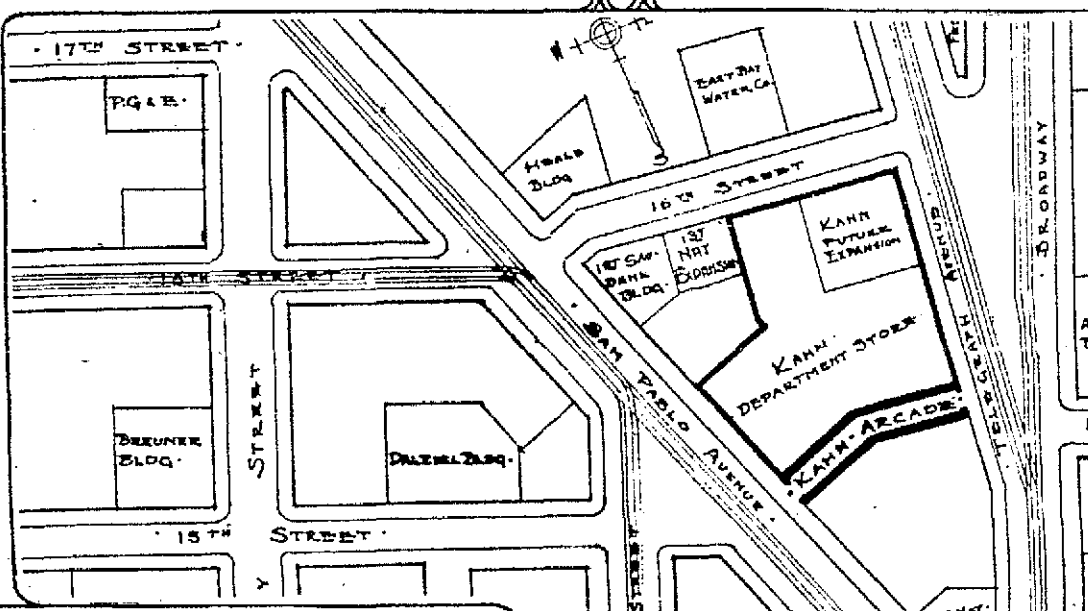 · 17TH STREET ·
P.G & E ·
HEALD
BLDG
W
N
S
EAST BAY
WATER, CO.
16TH STREET
1ST SAV.
BANK
BLDG.
1ST
NAT
EXPANSION
KAHN
FUTURE
EXPANSION
KAHN
DEPARTMENT STORE
KAHN · ARCADE ·
TELEGRAPH AVENUE
BROADWAY
16TH STREET
· SAN PABLO AVENUE ·
BREUNER
BLDG ·
STREET
DALZIEL BLDG ·
· 15TH STREET ·
Y
STREET